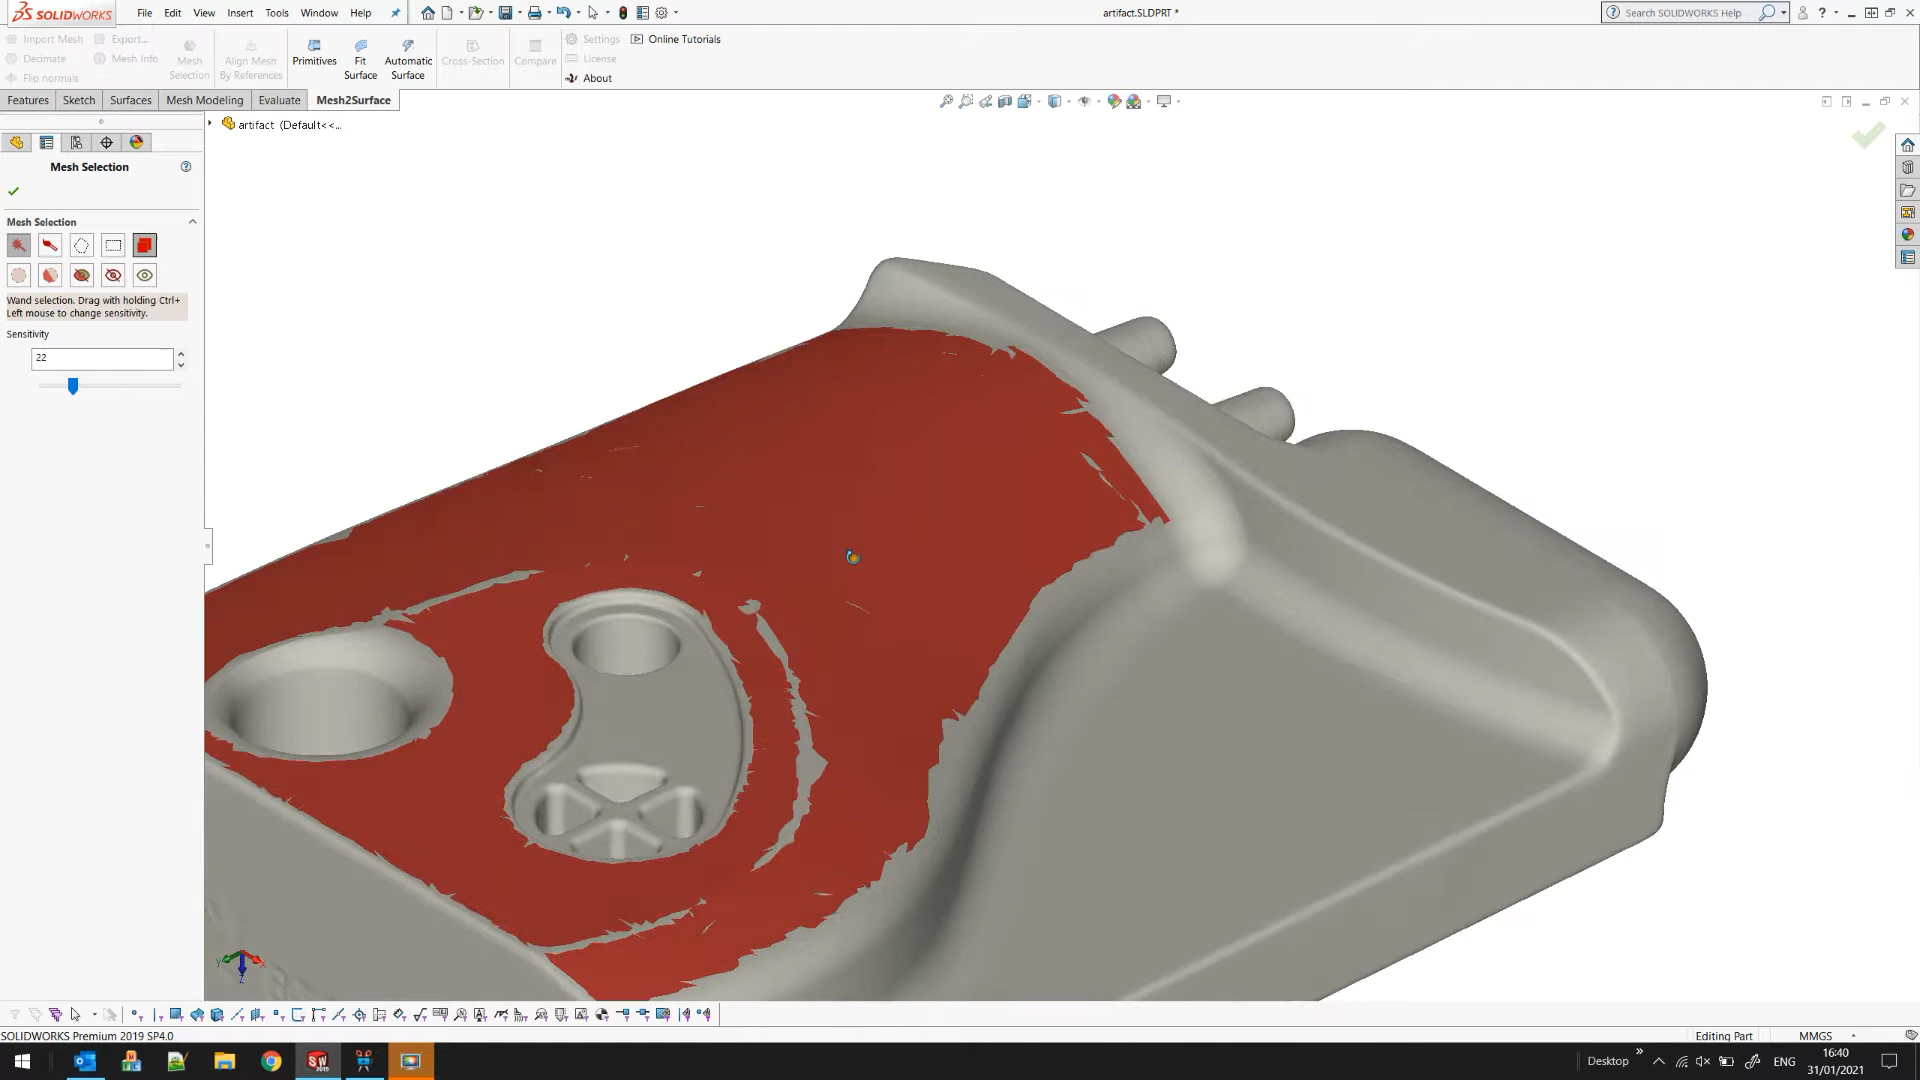 SOLIDWORKS File Edit View Insert Tools Window Help artifact.SLDPRT * Search SOLIDWORKS Help
Import Mesh Export... Mesh Selection Align Mesh By References Primitives Fit Surface Automatic Surface Cross-Section Compare Settings Online Tutorials
Decimate Mesh Info License
Flip normals About
Features Sketch Surfaces Mesh Modeling Evaluate Mesh2Surface
artifact (Default<<...
Mesh Selection
Mesh Selection
Wand selection. Drag with holding Ctrl+
Left mouse to change sensitivity.
Sensitivity
22
Y X
Z
SOLIDWORKS Premium 2019 SP4.0 Editing Part MMGS
Desktop ENG 16:40
31/01/2021